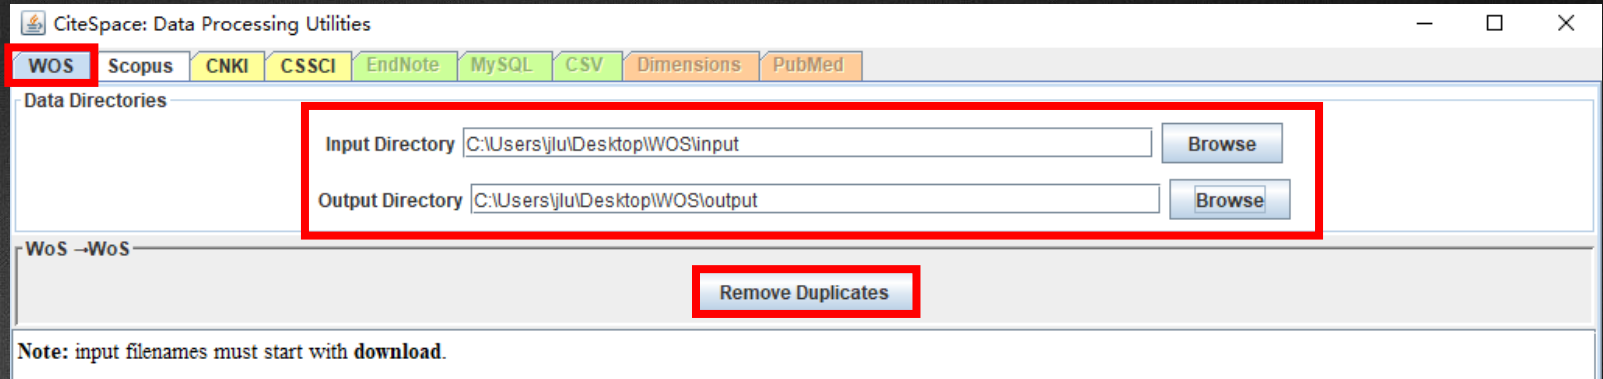 CiteSpace: Data Processing Utilities
WOS Scopus CNKI CSSCI EndNote MySQL CSV Dimensions PubMed
Data Directories
Input Directory C:\Users\jlu\Desktop\WOS\input Browse
Output Directory C:\Users\jlu\Desktop\WOS\output Browse
WoS →WoS
Remove Duplicates
Note: input filenames must start with download.